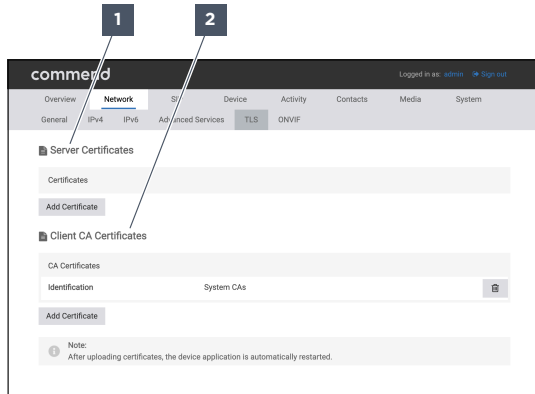 1 2
commend Logged in as: admin Sign out
Overview Network SIP Device Activity Contacts Media System
General IPv4 IPv6 Advanced Services TLS ONVIF
Server Certificates
Certificates
Add Certificate
Client CA Certificates
CA Certificates
Identification System CAs
Add Certificate
Note:
After uploading certificates, the device application is automatically restarted.